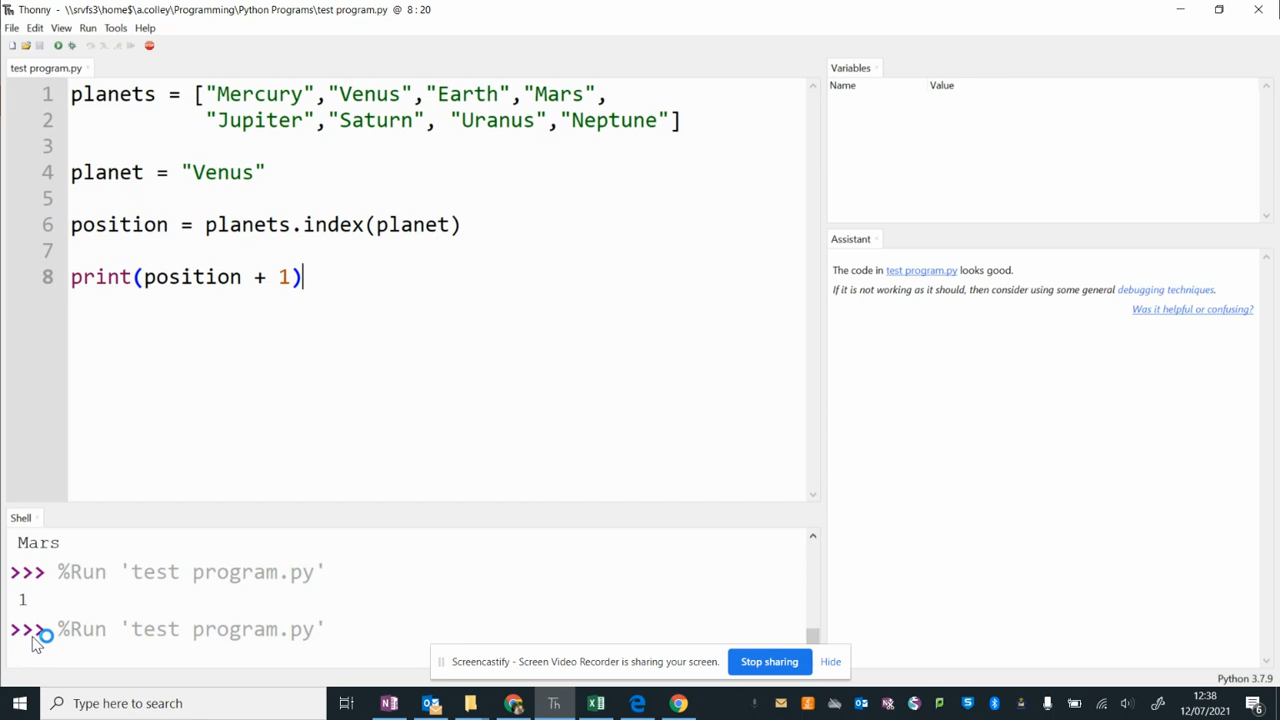 Thonny - \\srvfs3\home$\a.colley\Programming\Python Programs\test program.py @ 8 : 20
File Edit View Run Tools Help
test program.py
1 planets = ["Mercury","Venus","Earth","Mars",
2 "Jupiter","Saturn", "Uranus","Neptune"]
3
4 planet = "Venus"
5
6 position = planets.index(planet)
7
8 print(position + 1)
Variables
Name Value
Assistant
The code in test program.py looks good.
If it is not working as it should, then consider using some general debugging techniques.
Was it helpful or confusing?
Shell
Mars
>>> %Run 'test program.py'
1
>>> %Run 'test program.py'
Screencastify - Screen Video Recorder is sharing your screen.
Stop sharing
Hide
Python 3.7.9
Type here to search
12:38
12/07/2021
6